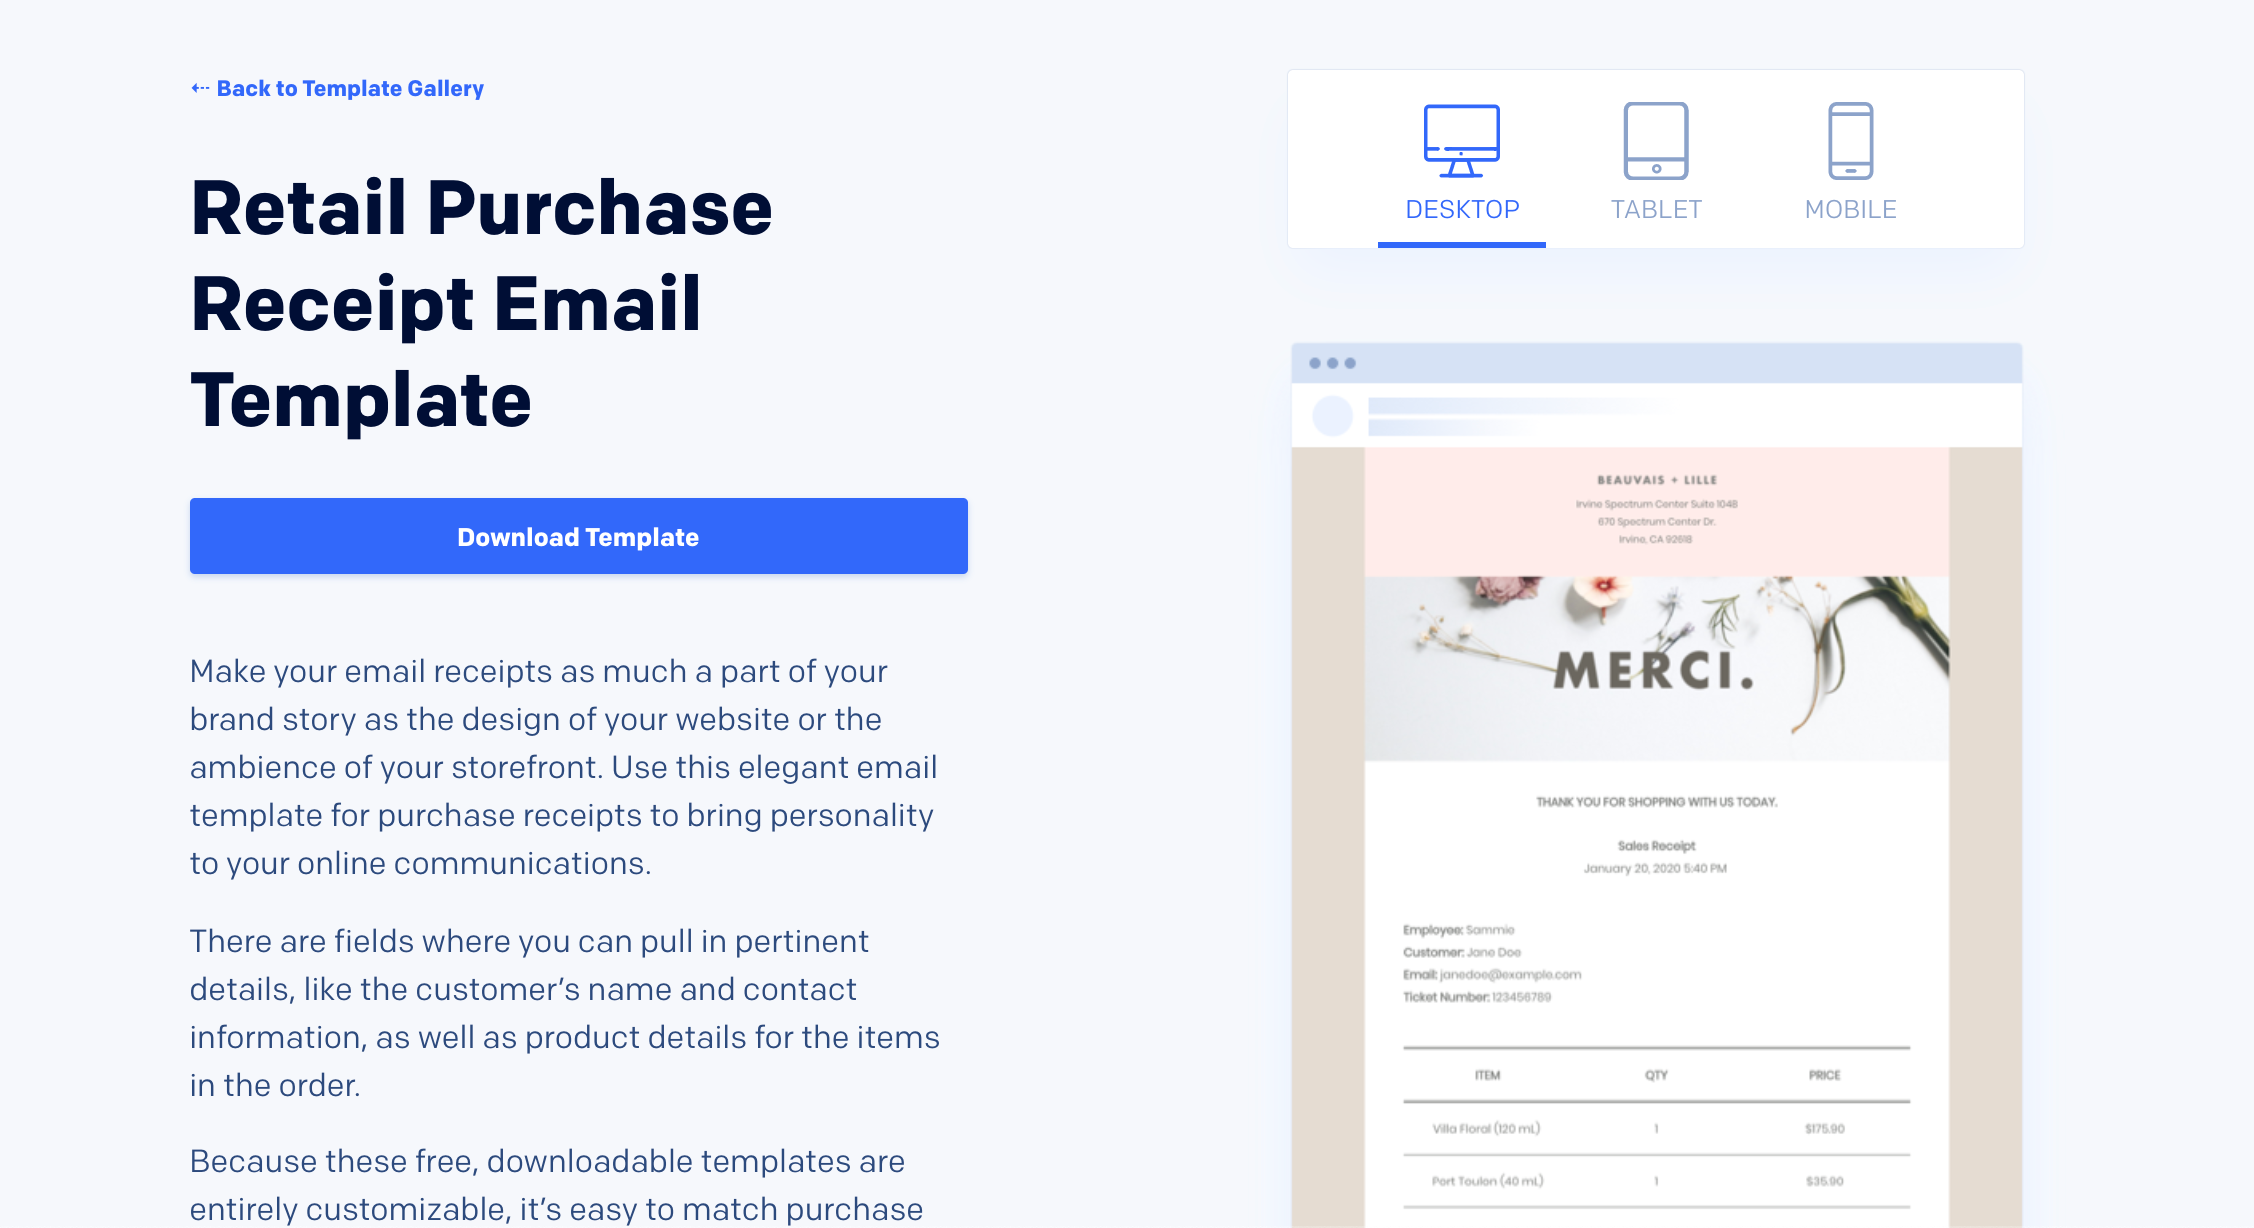 Back to Template Gallery
Retail Purchase
Receipt Email
Template
Download Template
Make your email receipts as much a part of your
brand story as the design of your website or the
ambience of your storefront. Use this elegant email
template for purchase receipts to bring personality
to your online communications.
There are fields where you can pull in pertinent
details, like the customer’s name and contact
information, as well as product details for the items
in the order.
Because these free, downloadable templates are
entirely customizable, it’s easy to match purchase
DESKTOP TABLET MOBILE
BEAUVAIS + LILLE
Irvine Spectrum Center Suite 1048
670 Spectrum Center Dr.
Irvine, CA 92618
MERCI.
THANK YOU FOR SHOPPING WITH US TODAY.
Sales Receipt
January 20, 2020 5:40 PM
Employee: Sammie
Customer: Jane Doe
Email: janedoe@example.com
Ticket Number: 123456789
ITEM QTY PRICE
Villa Floral (120 mL) 1 $175.90
Port Toulon (40 mL) 1 $35.90